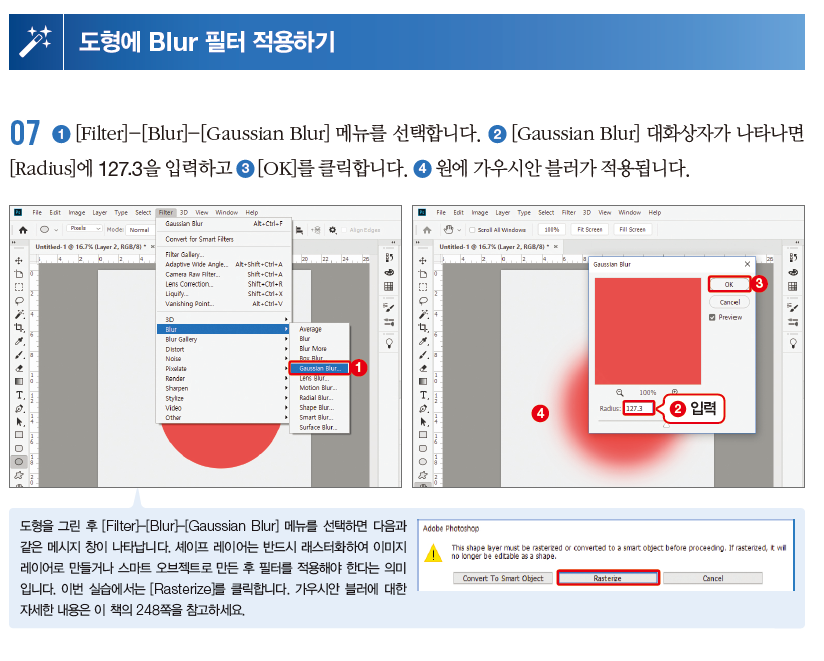 도형에 Blur 필터 적용하기
07 ❶ [Filter]-[Blur]-[Gaussian Blur] 메뉴를 선택합니다. ❷ [Gaussian Blur] 대화상자가 나타나면
[Radius]에 127.3을 입력하고 ❸ [OK]를 클릭합니다. ❹ 원에 가우시안 블러가 적용됩니다.
File Edit Image Layer Type Select Filter 3D View Window Help
Pixels Mode: Normal
Align Edges
Untitled-1 @ 16.7% (Layer 2, RGB/8) *
Gaussian Blur Alt+Ctrl+F
Convert for Smart Filters
Filter Gallery...
Adaptive Wide Angle... Alt+Shift+Ctrl+A
Camera Raw Filter... Shift+Ctrl+A
Lens Correction... Shift+Ctrl+R
Liquify... Shift+Ctrl+X
Vanishing Point... Alt+Ctrl+V
3D
Blur
Blur Gallery
Distort
Noise
Pixelate
Render
Sharpen
Stylize
Video
Other
Average
Blur
Blur More
Box Blur...
Gaussian Blur...
Lens Blur...
Motion Blur...
Radial Blur...
Shape Blur...
Smart Blur...
Surface Blur...
❶
File Edit Image Layer Type Select Filter 3D View Window Help
Scroll All Windows 100% Fit Screen Fill Screen
Untitled-1 @ 16.7% (Layer 2, RGB/8) *
Gaussian Blur
OK ❸
Cancel
Preview
100%
Radius: 127.3 ❷ 입력
❹
도형을 그린 후 [Filter]-[Blur]-[Gaussian Blur] 메뉴를 선택하면 다음과
같은 메시지 창이 나타납니다. 셰이프 레이어는 반드시 래스터화하여 이미지
레이어로 만들거나 스마트 오브젝트로 만든 후 필터를 적용해야 한다는 의미
입니다. 이번 실습에서는 [Rasterize]를 클릭합니다. 가우시안 블러에 대한
자세한 내용은 이 책의 248쪽을 참고하세요.
Adobe Photoshop
This shape layer must be rasterized or converted to a smart object before proceeding. If rasterized, it will
no longer be editable as a shape.
Convert To Smart Object Rasterize Cancel